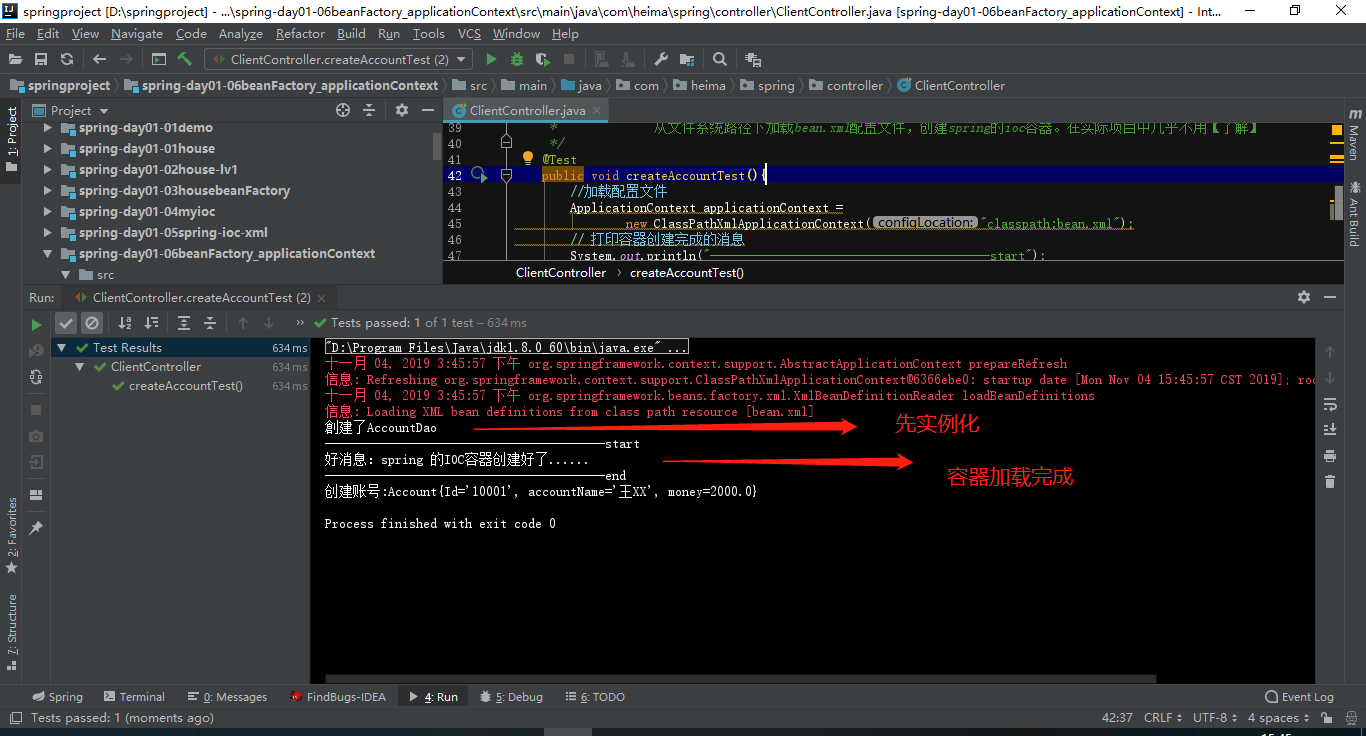 springproject [D:\springproject] - ...\spring-day01-06beanFactory_applicationContext\src\main\java\com\heima\spring\controller\ClientController.java [spring-day01-06beanFactory_applicationContext] - Int...
File Edit View Navigate Code Analyze Refactor Build Run Tools VCS Window Help
ClientController.createAccountTest (2)
springproject spring-day01-06beanFactory_applicationContext src main java com heima spring controller ClientController
1: Project
Project
spring-day01-01demo
spring-day01-01house
spring-day01-02house-lv1
spring-day01-03housebeanFactory
spring-day01-04myioc
spring-day01-05spring-ioc-xml
spring-day01-06beanFactory_applicationContext
src
ClientController.java
39 * 从文件系统路径下加载bean.xml配置文件，创建spring的ioc容器。在实际项目中几乎不用【了解】
40 */
41 @Test
42 public void createAccountTest(){
43 //加载配置文件
44 ApplicationContext applicationContext =
45 new ClassPathXmlApplicationContext( configLocation: "classpath:bean.xml");
46 // 打印容器创建完成的消息
47 System.out.println("————————————————————start");
ClientController › createAccountTest()
Maven
Ant Build
Run: ClientController.createAccountTest (2)
Tests passed: 1 of 1 test – 634 ms
Test Results 634 ms
ClientController 634 ms
createAccountTest() 634 ms
"D:\Program Files\Java\jdk1.8.0_60\bin\java.exe" ...
十一月 04, 2019 3:45:57 下午 org.springframework.context.support.AbstractApplicationContext prepareRefresh
信息: Refreshing org.springframework.context.support.ClassPathXmlApplicationContext@6366ebe0: startup date [Mon Nov 04 15:45:57 CST 2019]; roo
十一月 04, 2019 3:45:57 下午 org.springframework.beans.factory.xml.XmlBeanDefinitionReader loadBeanDefinitions
信息: Loading XML bean definitions from class path resource [bean.xml]
創建了AccountDao
先实例化
————————————————————start
好消息：spring 的IOC容器创建好了......
————————————————————end
容器加载完成
创建账号:Account{Id='10001', accountName='王XX', money=2000.0}
Process finished with exit code 0
2: Favorites
7: Structure
Spring Terminal 0: Messages FindBugs-IDEA 4: Run 5: Debug 6: TODO Event Log
Tests passed: 1 (moments ago) 42:37 CRLF UTF-8 4 spaces